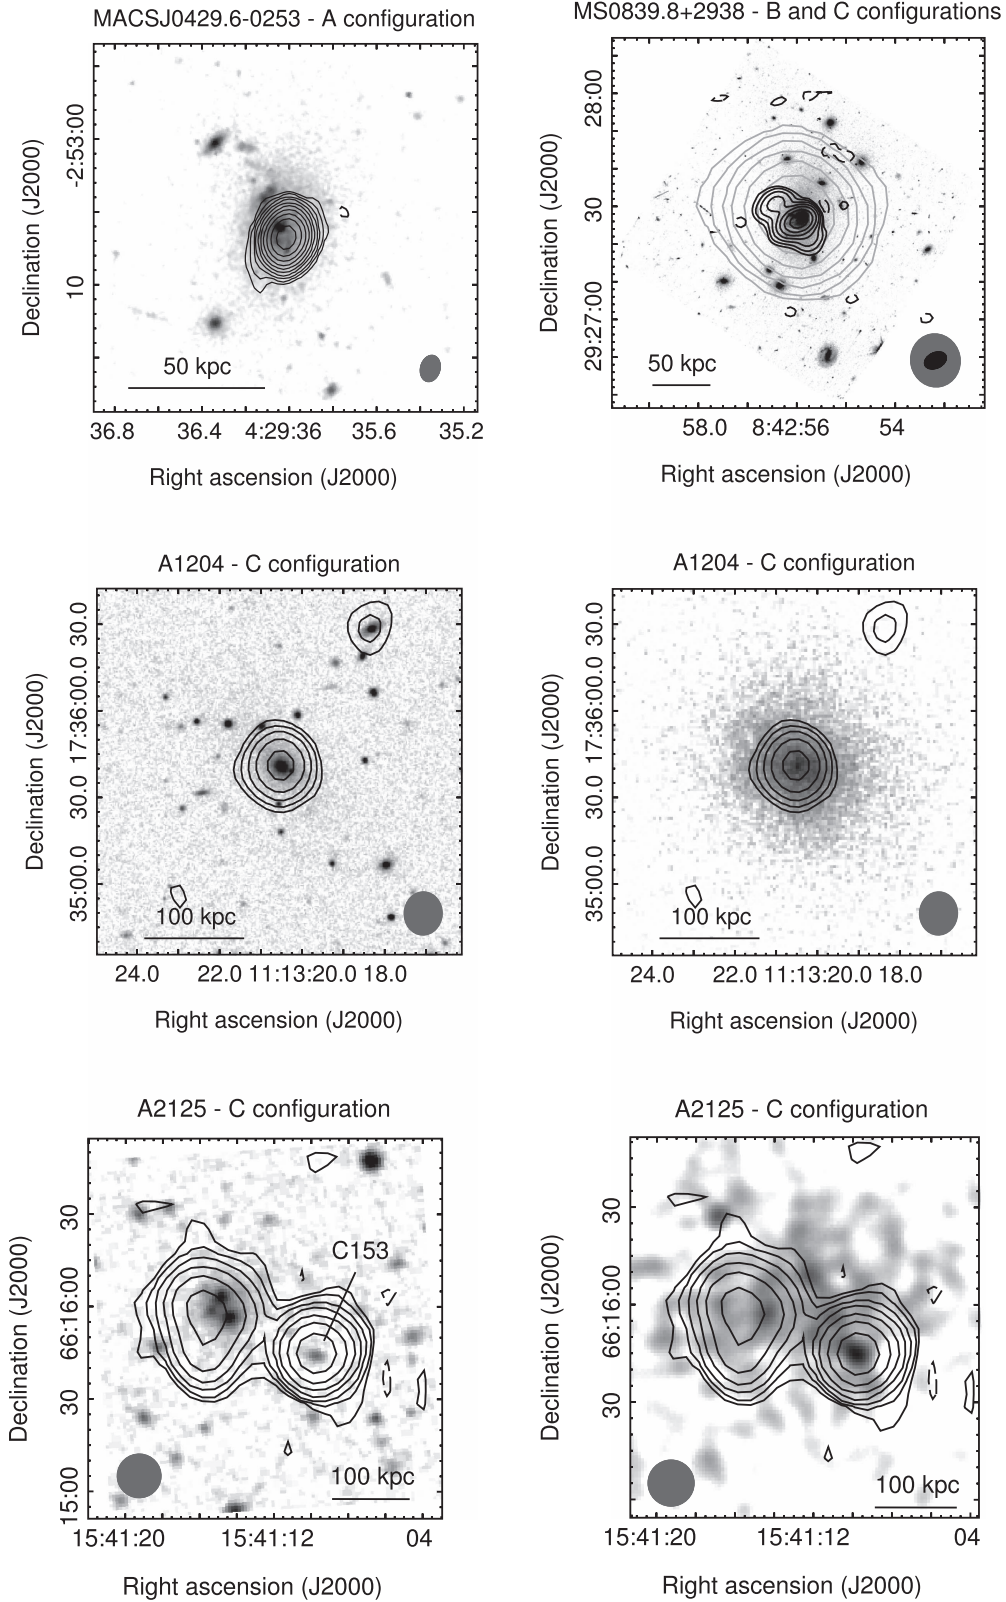 MACSJ0429.6-0253 - A configuration
Declination (J2000)
-2:53:00
10
50 kpc
36.8 36.4 4:29:36 35.6 35.2
Right ascension (J2000)
MS0839.8+2938 - B and C configurations
Declination (J2000)
28:00
30
29:27:00
50 kpc
58.0 8:42:56 54
Right ascension (J2000)
A1204 - C configuration
Declination (J2000)
30.0
17:36:00.0
30.0
35:00.0
100 kpc
24.0 22.0 11:13:20.0 18.0
Right ascension (J2000)
A1204 - C configuration
Declination (J2000)
30.0
17:36:00.0
30.0
35:00.0
100 kpc
24.0 22.0 11:13:20.0 18.0
Right ascension (J2000)
A2125 - C configuration
Declination (J2000)
30
66:16:00
30
15:00
C153
100 kpc
15:41:20 15:41:12 04
Right ascension (J2000)
A2125 - C configuration
Declination (J2000)
30
66:16:00
30
100 kpc
15:41:20 15:41:12 04
Right ascension (J2000)